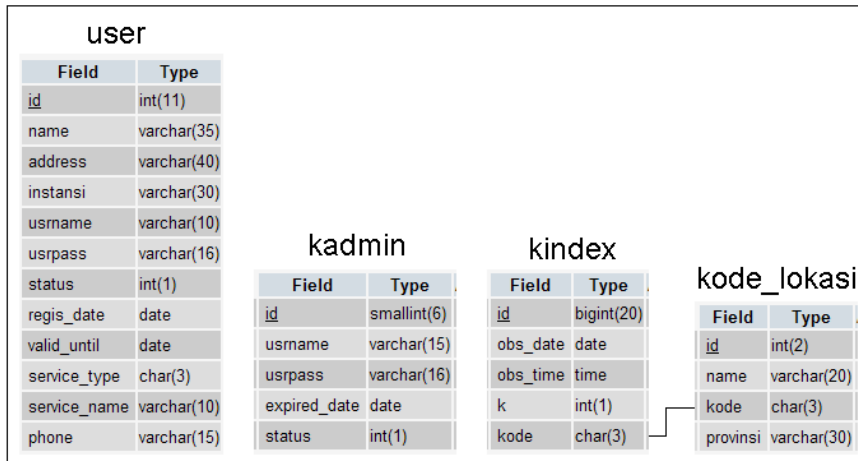 user
Field Type
id int(11)
name varchar(35)
address varchar(40)
instansi varchar(30)
usrname varchar(10)
usrpass varchar(16)
status int(1)
regis_date date
valid_until date
service_type char(3)
service_name varchar(10)
phone varchar(15)
kadmin
Field Type
id smallint(6)
usrname varchar(15)
usrpass varchar(16)
expired_date date
status int(1)
kindex
Field Type
id bigint(20)
obs_date date
obs_time time
k int(1)
kode char(3)
kode_lokasi
Field Type
id int(2)
name varchar(20)
kode char(3)
provinsi varchar(30)